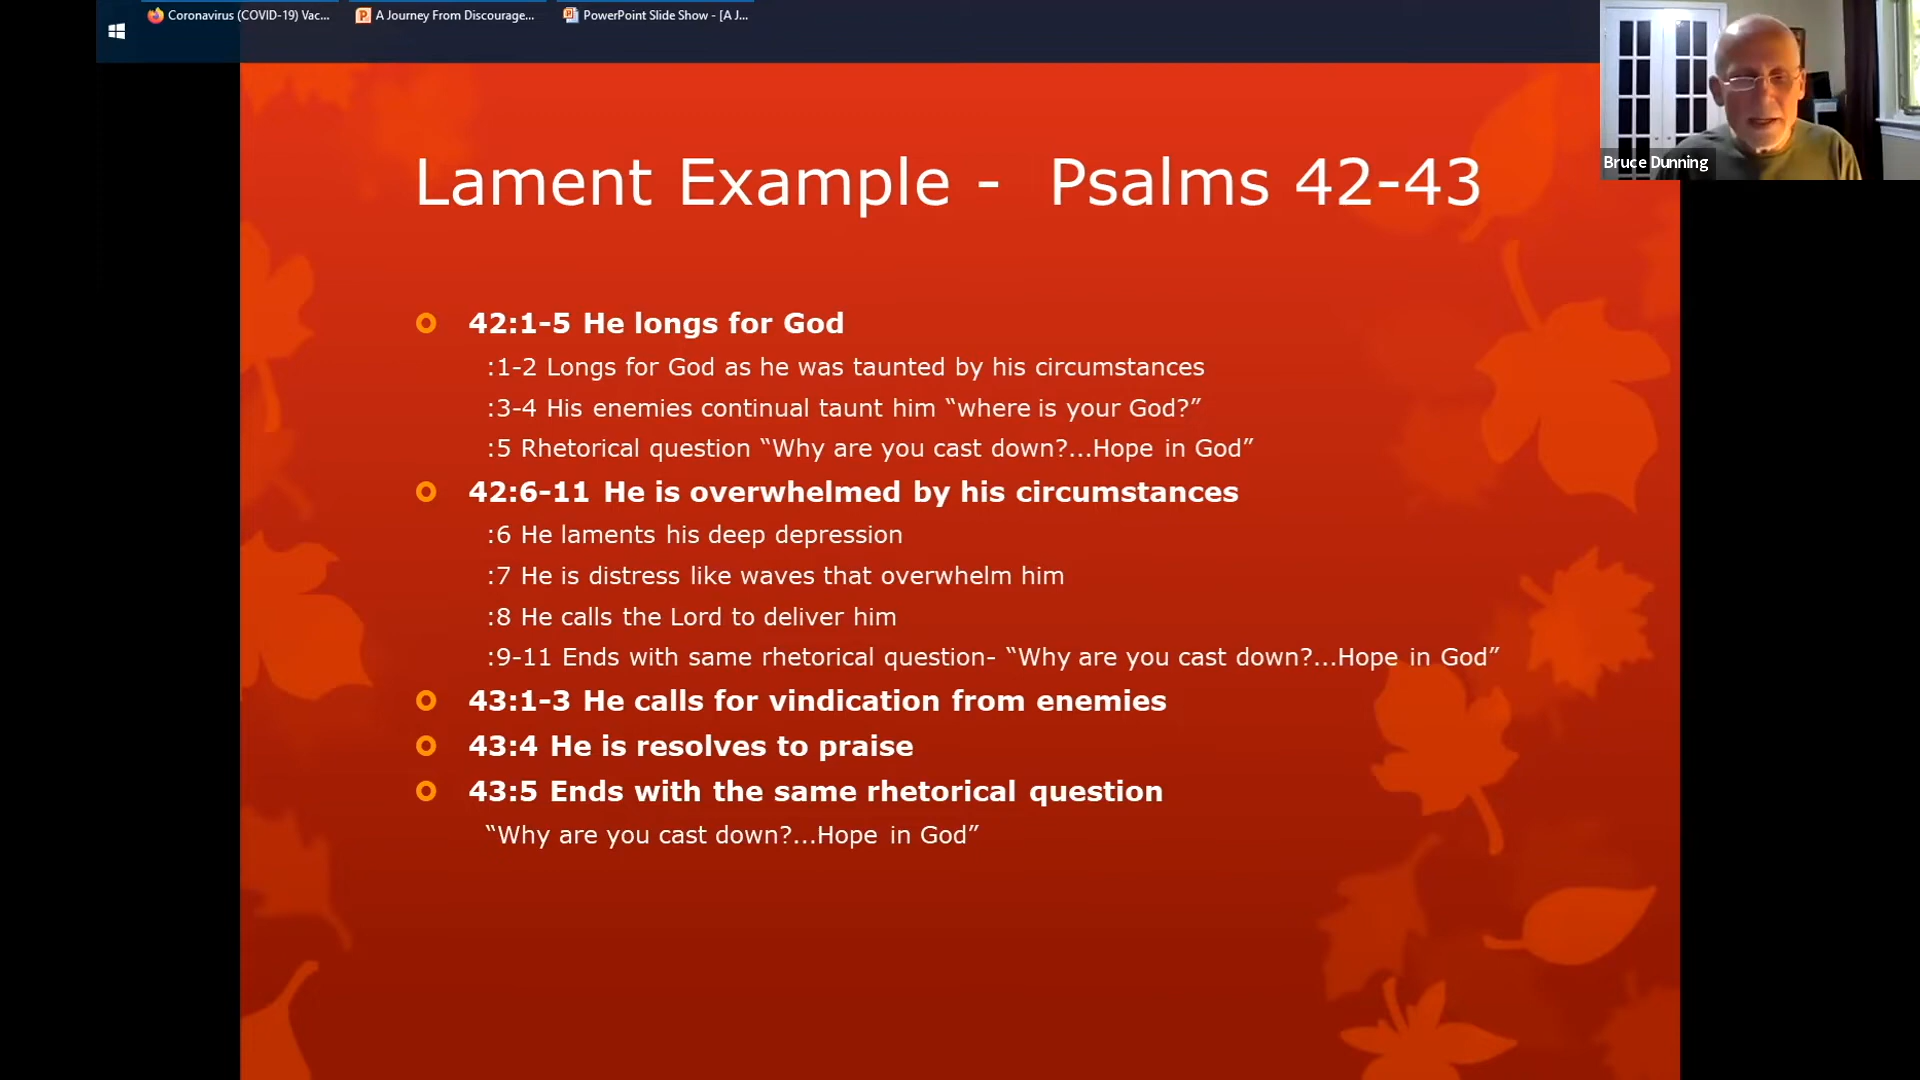 Coronavirus (COVID-19) Vac...
A Journey From Discourage...
PowerPoint Slide Show - [A J...
Bruce Dunning
Lament Example -  Psalms 42-43
42:1-5 He longs for God
:1-2 Longs for God as he was taunted by his circumstances
:3-4 His enemies continual taunt him “where is your God?”
:5 Rhetorical question “Why are you cast down?...Hope in God”
42:6-11 He is overwhelmed by his circumstances
:6 He laments his deep depression
:7 He is distress like waves that overwhelm him
:8 He calls the Lord to deliver him
:9-11 Ends with same rhetorical question- “Why are you cast down?...Hope in God”
43:1-3 He calls for vindication from enemies
43:4 He is resolves to praise
43:5 Ends with the same rhetorical question
“Why are you cast down?...Hope in God”